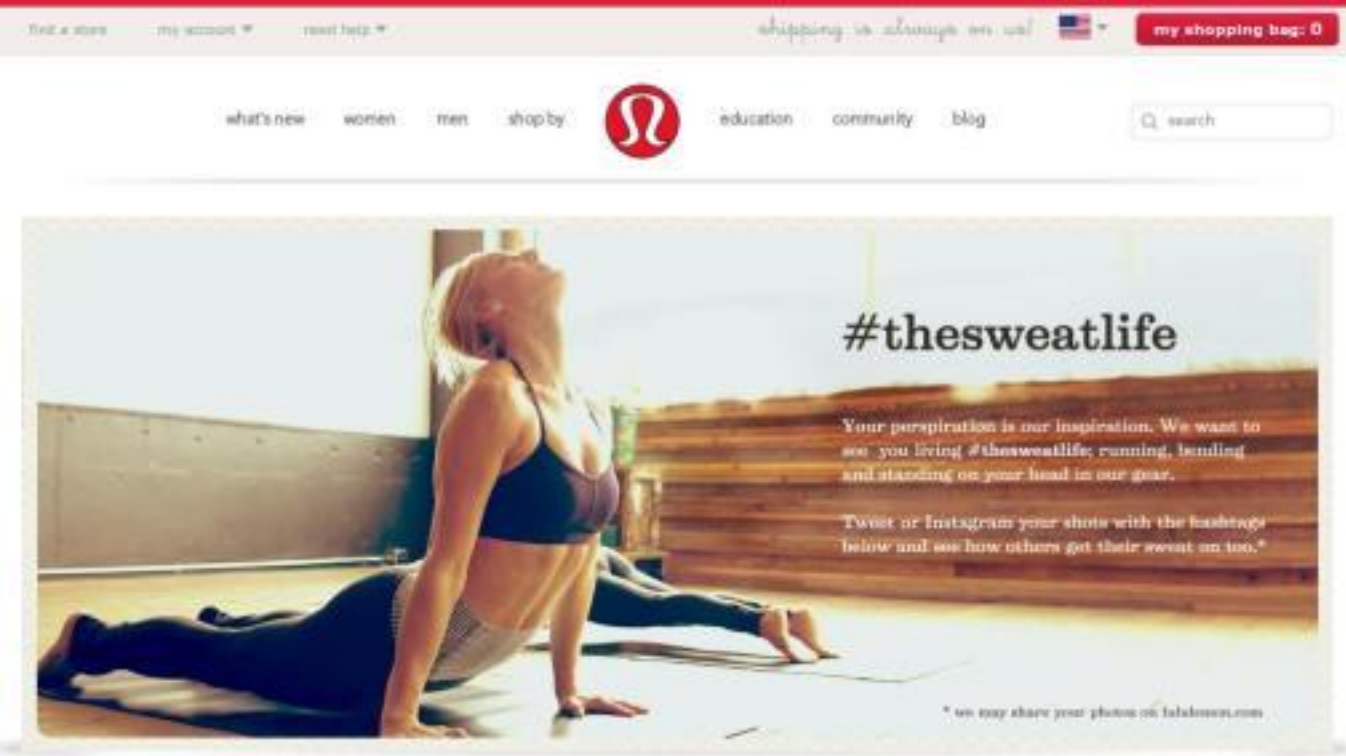 find a store
my account
need help
shipping is always on us!
my shopping bag: 0
what's new
women
men
shop by
education
community
blog
search
#thesweatlife
Your perspiration is our inspiration. We want to
see you living #thesweatlife; running, bending
and standing on your head in our gear.
Tweet or Instagram your shots with the hashtags
below and see how others get their sweat on too.*
* we may share your photos on lululemon.com